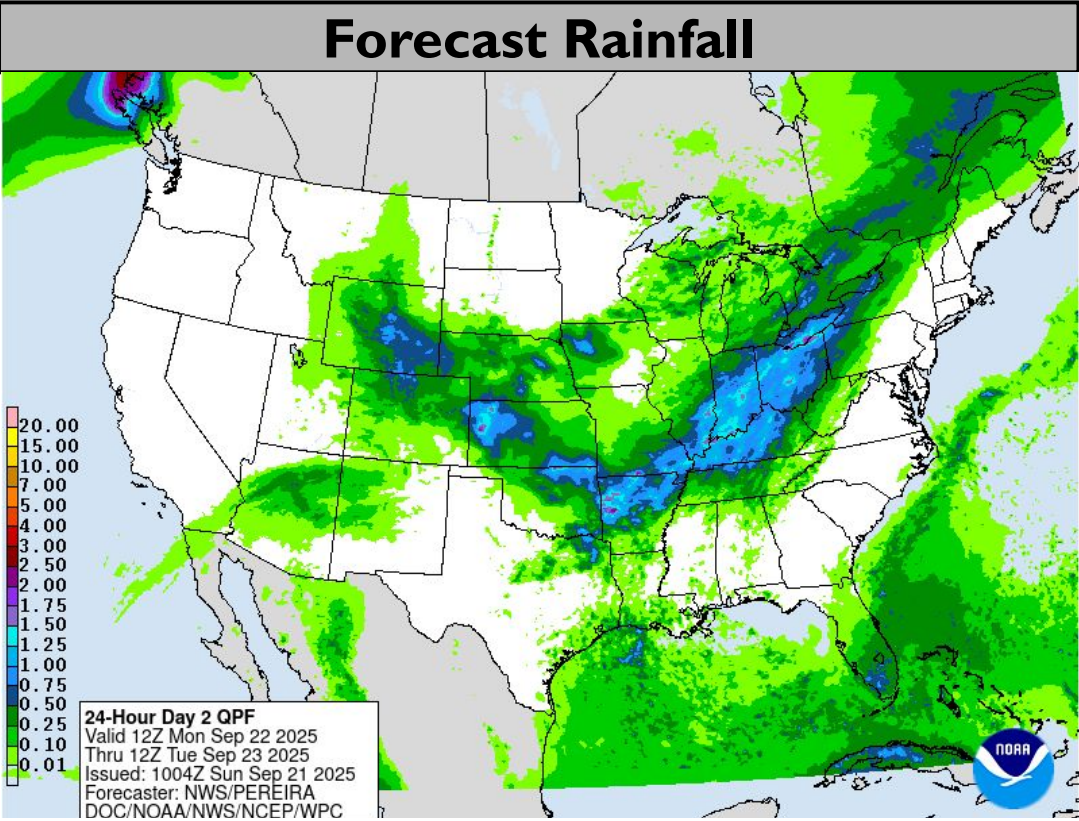 Forecast Rainfall
20.00
15.00
10.00
7.00
5.00
4.00
3.00
2.50
2.00
1.75
1.50
1.25
1.00
0.75
0.50
0.25
0.10
0.01
24-Hour Day 2 QPF
Valid 12Z Mon Sep 22 2025
Thru 12Z Tue Sep 23 2025
Issued: 1004Z Sun Sep 21 2025
Forecaster: NWS/PEREIRA
DOC/NOAA/NWS/NCEP/WPC
NOAA